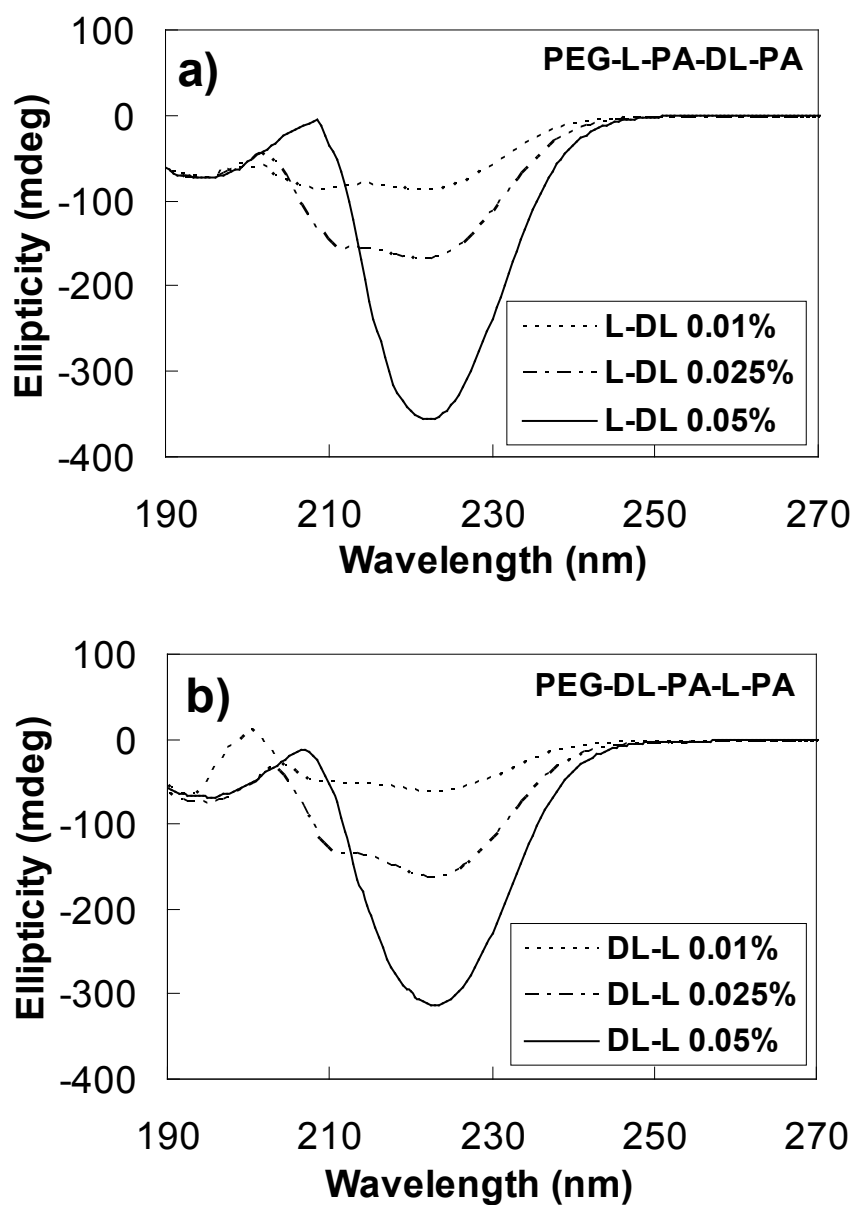 a)
PEG-L-PA-DL-PA
Ellipticity (mdeg)
100
0
-100
-200
-300
-400
L-DL 0.01%
L-DL 0.025%
L-DL 0.05%
190 210 230 250 270
Wavelength (nm)
b)
PEG-DL-PA-L-PA
Ellipticity (mdeg)
100
0
-100
-200
-300
-400
DL-L 0.01%
DL-L 0.025%
DL-L 0.05%
190 210 230 250 270
Wavelength (nm)